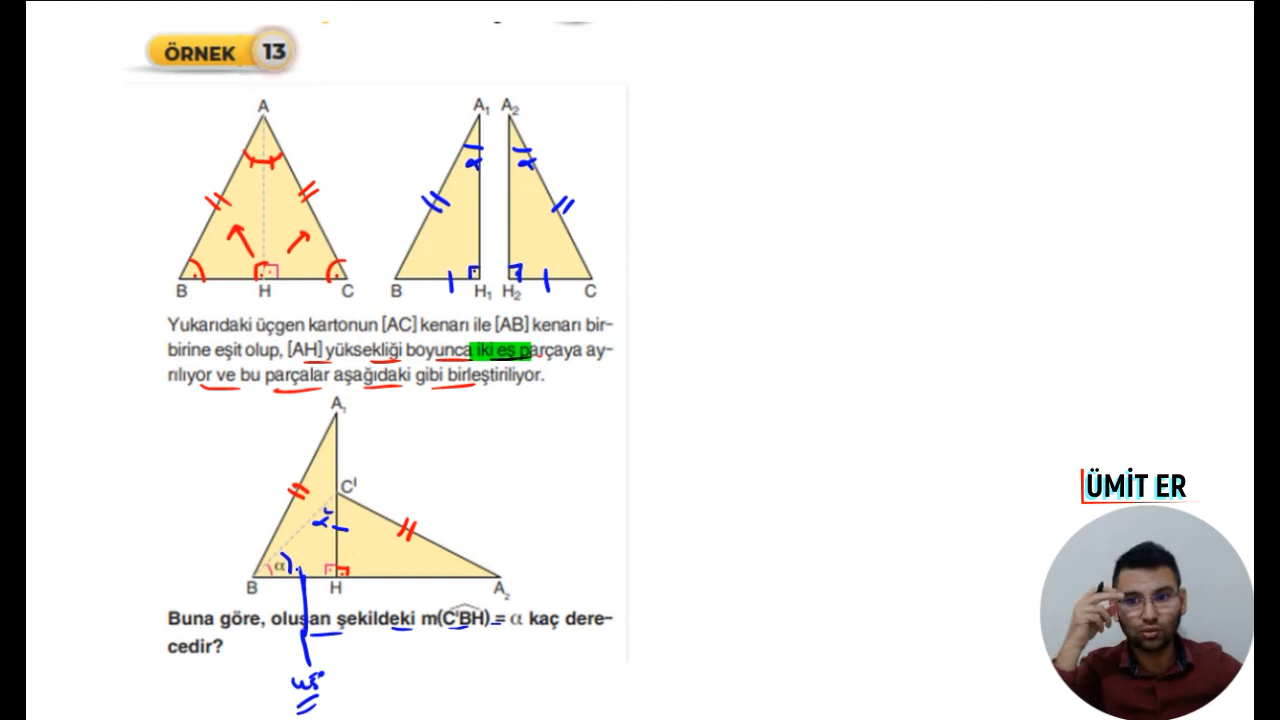 ÖRNEK 13
A
A₁ A₂
α α
B H C B H₁ H₂ C
Yukarıdaki üçgen kartonun [AC] kenarı ile [AB] kenarı bir-
birine eşit olup, [AH] yüksekliği boyunca iki eş parçaya ay-
rılıyor ve bu parçalar aşağıdaki gibi birleştiriliyor.
A₁
C'
α
B H A₂
Buna göre, oluşan şekildeki m(C'BH) = α kaç dere-
cedir?
45°
ÜMİT ER